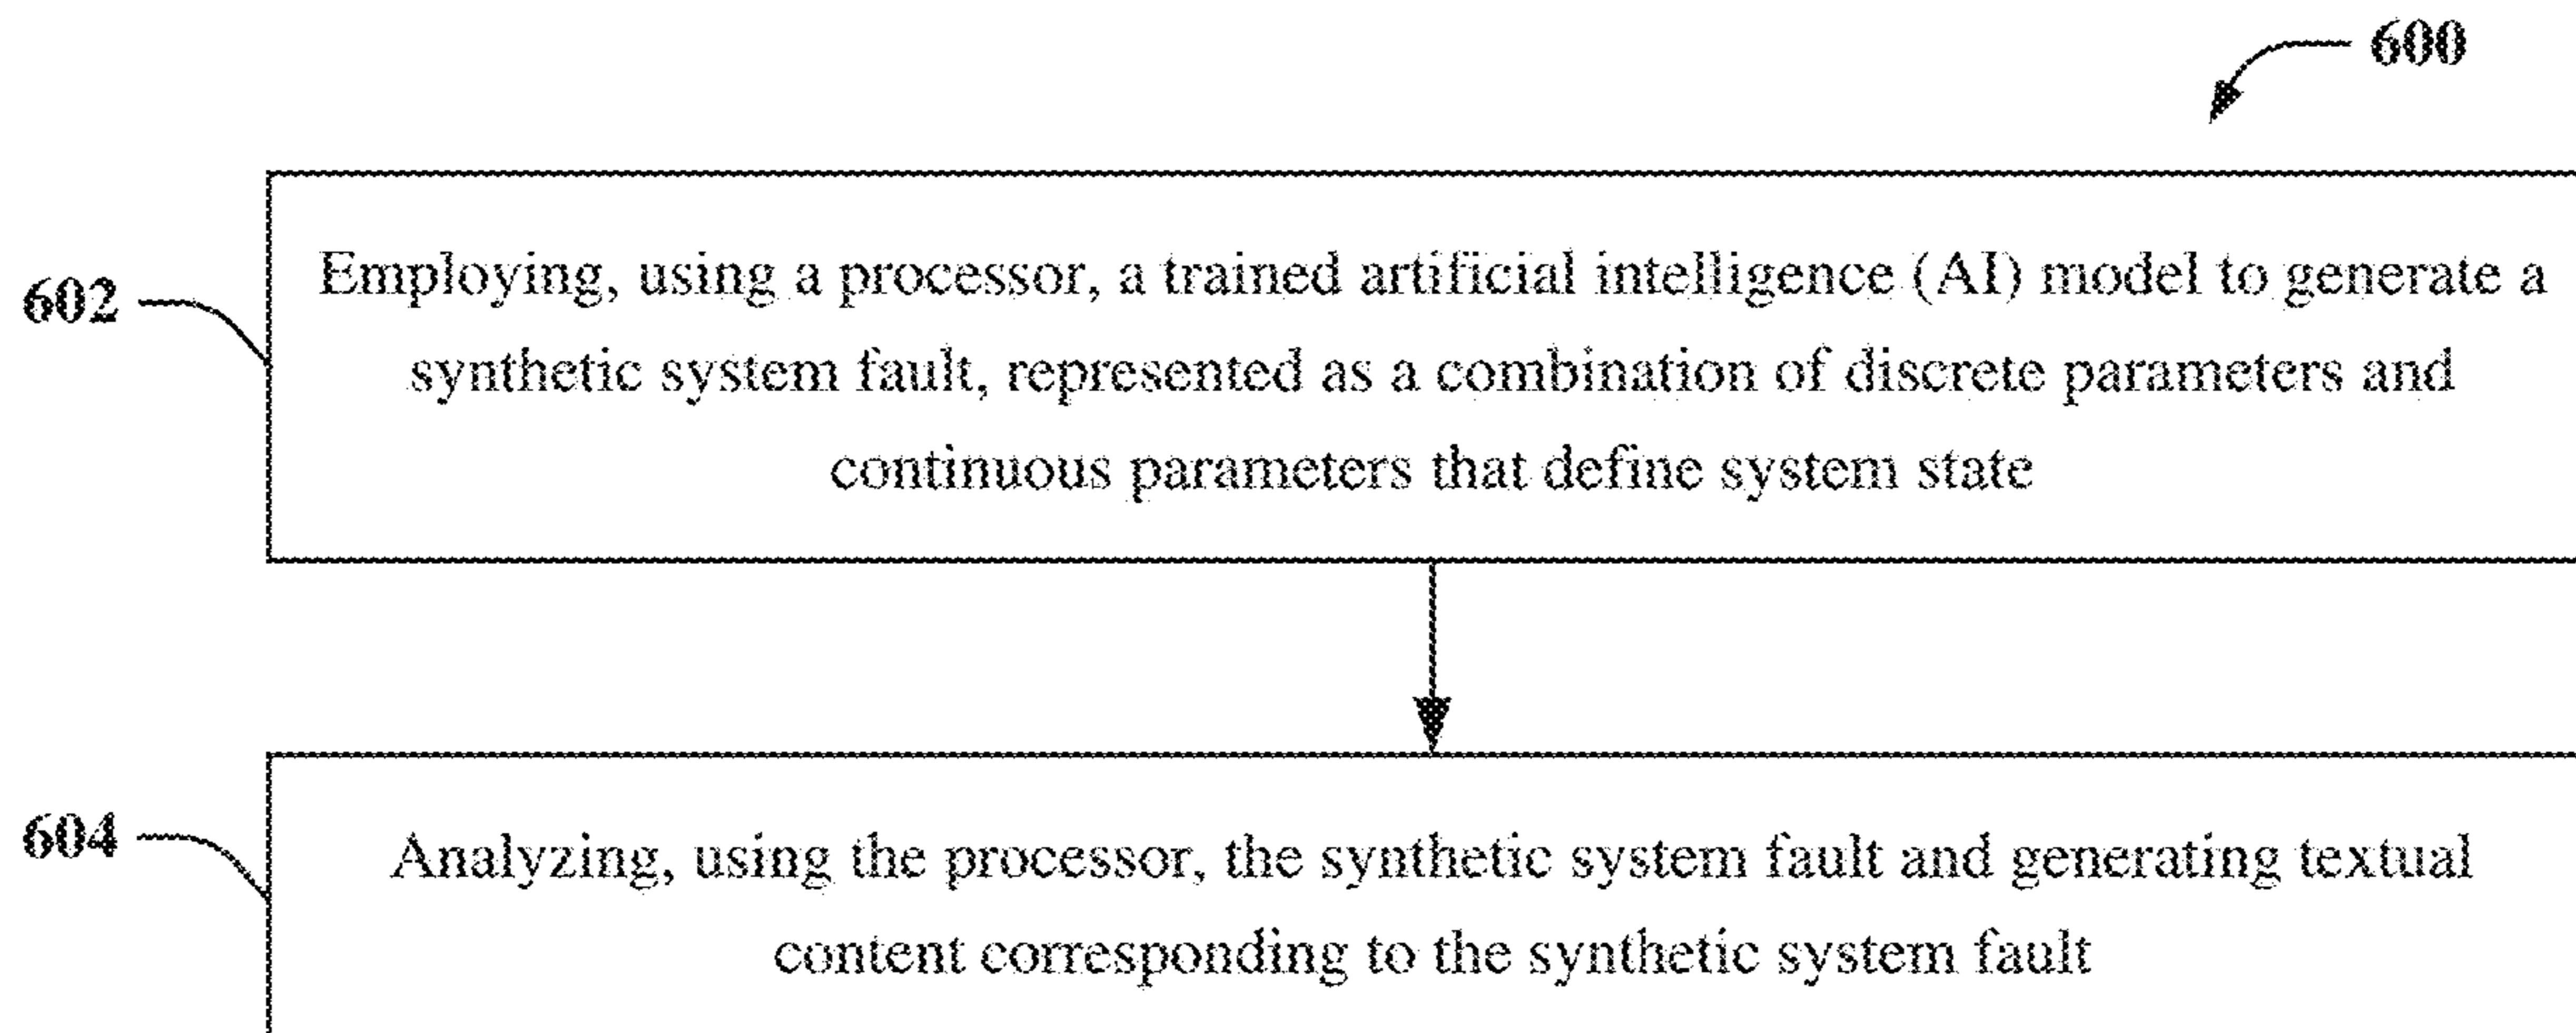 600
602
Employing, using a processor, a trained artificial intelligence (AI) model to generate a
synthetic system fault, represented as a combination of discrete parameters and
continuous parameters that define system state
604
Analyzing, using the processor, the synthetic system fault and generating textual
content corresponding to the synthetic system fault